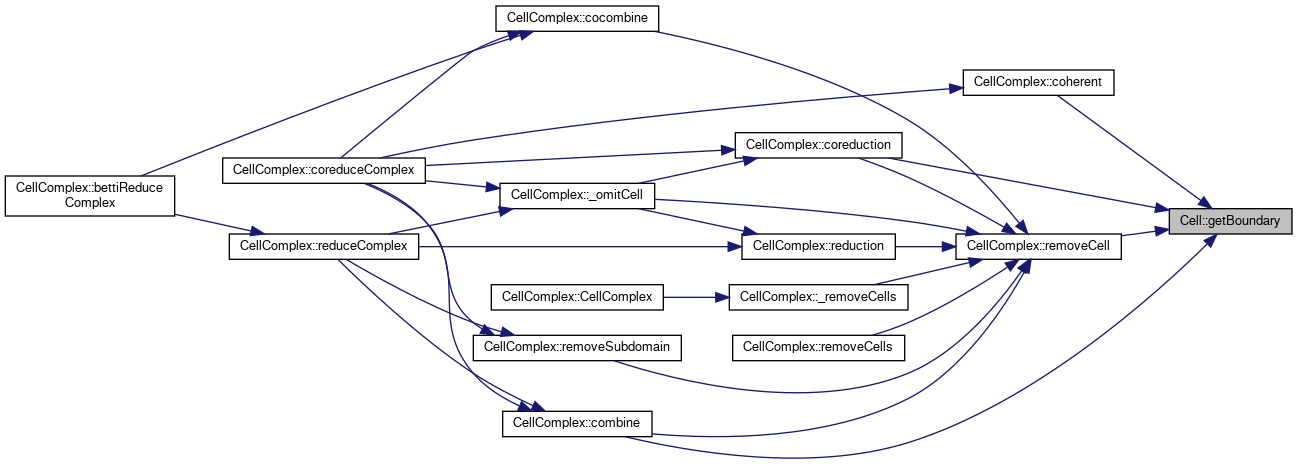 CellComplex::cocombine
CellComplex::coherent
CellComplex::coreduction
CellComplex::coreduceComplex
CellComplex::bettiReduce
Complex
CellComplex::_omitCell
Cell::getBoundary
CellComplex::reduceComplex
CellComplex::reduction
CellComplex::removeCell
CellComplex::CellComplex
CellComplex::_removeCells
CellComplex::removeSubdomain
CellComplex::removeCells
CellComplex::combine